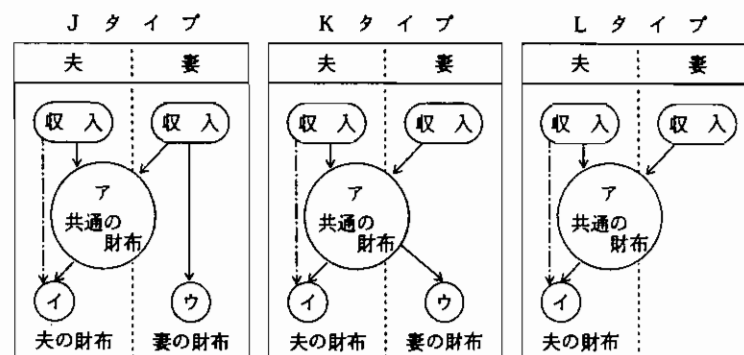 J タ イ プ
K タ イ プ
L タ イ プ
夫 妻
夫 妻
夫 妻
収 入 収 入
収 入 収 入
収 入 収 入
ア
共通の
財布
ア
共通の
財布
ア
共通の
財布
イ ウ
イ ウ
イ
夫の財布 妻の財布
夫の財布 妻の財布
夫の財布